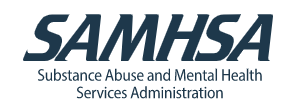 SAMHSA
Substance Abuse and Mental Health
Services Administration